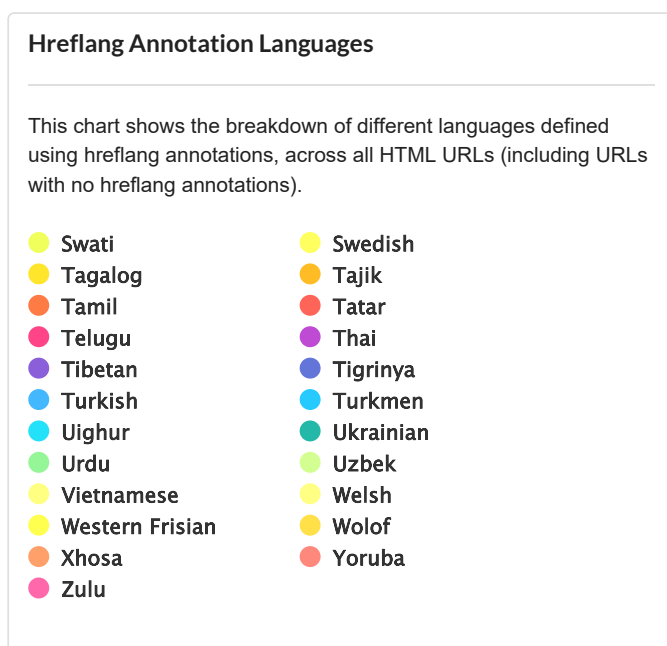 Hreflang Annotation Languages
This chart shows the breakdown of different languages defined
using hreflang annotations, across all HTML URLs (including URLs
with no hreflang annotations).
Swati Swedish
Tagalog Tajik
Tamil Tatar
Telugu Thai
Tibetan Tigrinya
Turkish Turkmen
Uighur Ukrainian
Urdu Uzbek
Vietnamese Welsh
Western Frisian Wolof
Xhosa Yoruba
Zulu